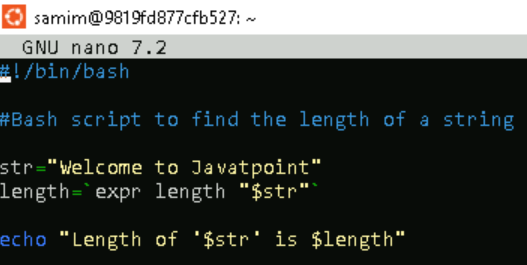 samim@9819fd877cfb527: ~
GNU nano 7.2
#!/bin/bash
#Bash script to find the length of a string
str="Welcome to Javatpoint"
length=`expr length "$str"`
echo "Length of '$str' is $length"